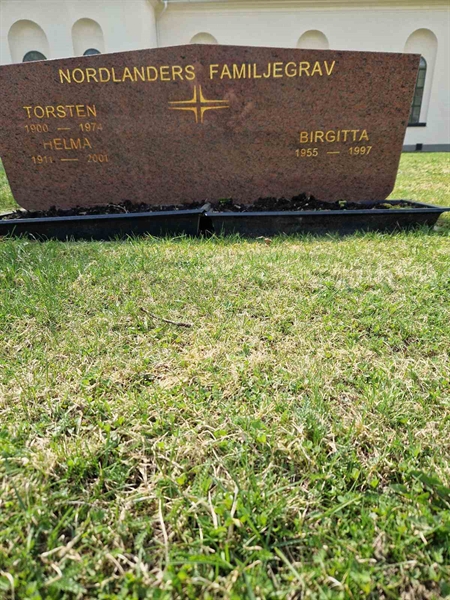 NORDLANDERS FAMILJEGRAV
TORSTEN
1900 — 1974
HELMA
1911 — 2001
BIRGITTA
1955 — 1997